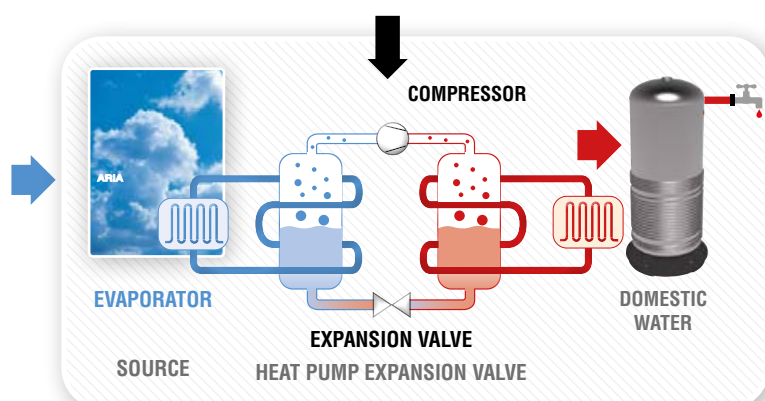 COMPRESSOR
ARIA
EVAPORATOR
DOMESTIC
WATER
EXPANSION VALVE
SOURCE
HEAT PUMP EXPANSION VALVE